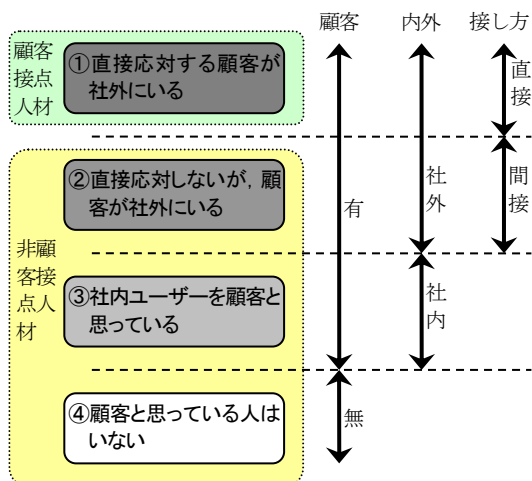 顧客 内外 接し方
顧客
接点
人材
①直接応対する顧客が
社外にいる
直接
②直接応対しないが，顧
客が社外にいる
有
社外
間接
非顧
客接
点人
材
③社内ユーザーを顧客と
思っている
社内
④顧客と思っている人は
いない
無